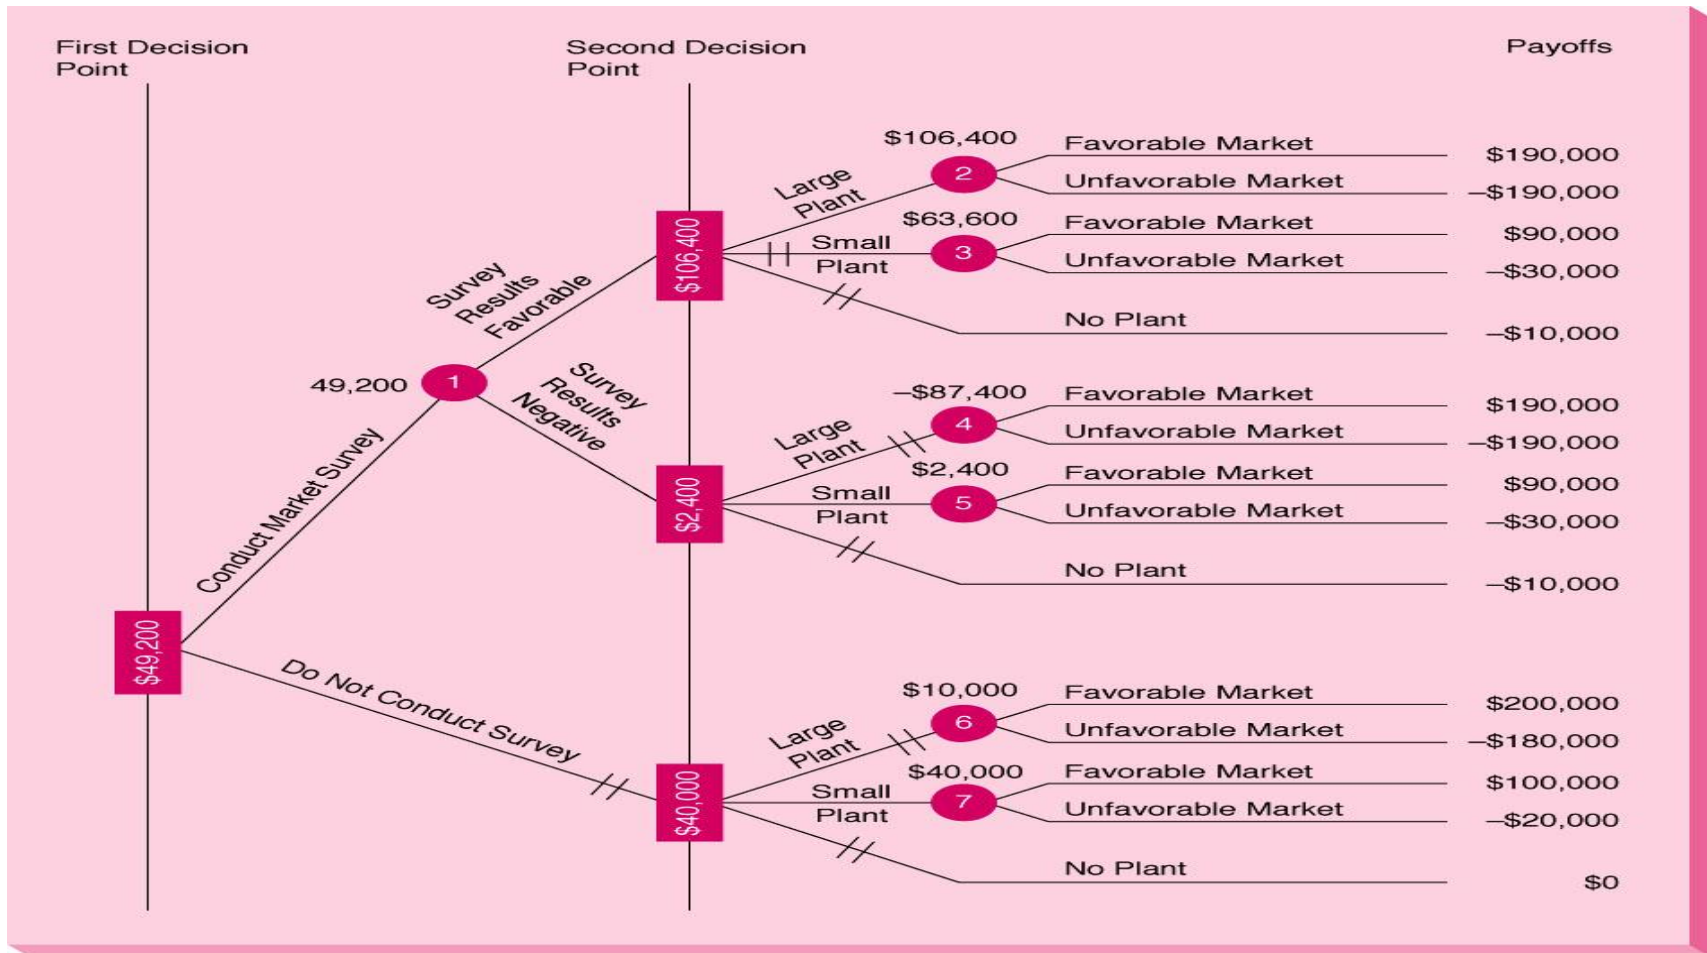 First Decision
Point
Second Decision
Point
Payoffs
$106,400
Large
Plant
2
Favorable Market
$190,000
Unfavorable Market
–$190,000
$106,400
$63,600
Small
Plant
3
Favorable Market
$90,000
Unfavorable Market
–$30,000
No Plant
–$10,000
Survey
Results
Favorable
49,200
1
Survey
Results
Negative
–$87,400
Large
Plant
4
Favorable Market
$190,000
Unfavorable Market
–$190,000
$2,400
$2,400
Small
Plant
5
Favorable Market
$90,000
Unfavorable Market
–$30,000
No Plant
–$10,000
Conduct Market Survey
$49,200
Do Not Conduct Survey
$10,000
Large
Plant
6
Favorable Market
$200,000
Unfavorable Market
–$180,000
$40,000
$40,000
Small
Plant
7
Favorable Market
$100,000
Unfavorable Market
–$20,000
No Plant
$0